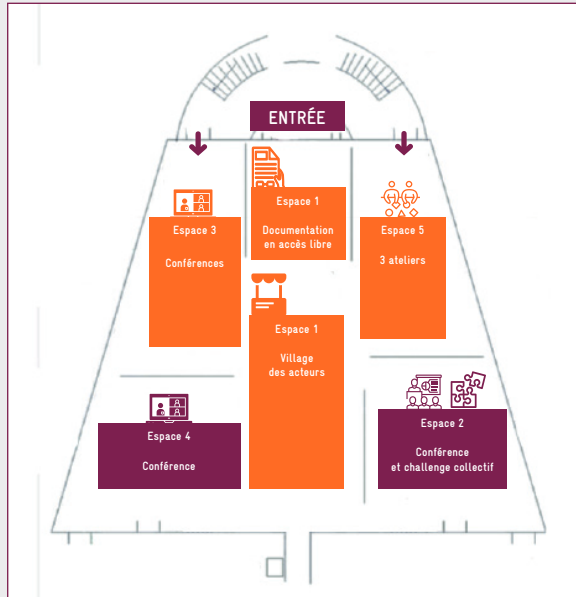 ENTRÉE
Espace 1
Documentation
en accès libre
Espace 3
Conférences
Espace 5
3 ateliers
Espace 1
Village
des acteurs
Espace 4
Conférence
Espace 2
Conférence
et challenge collectif